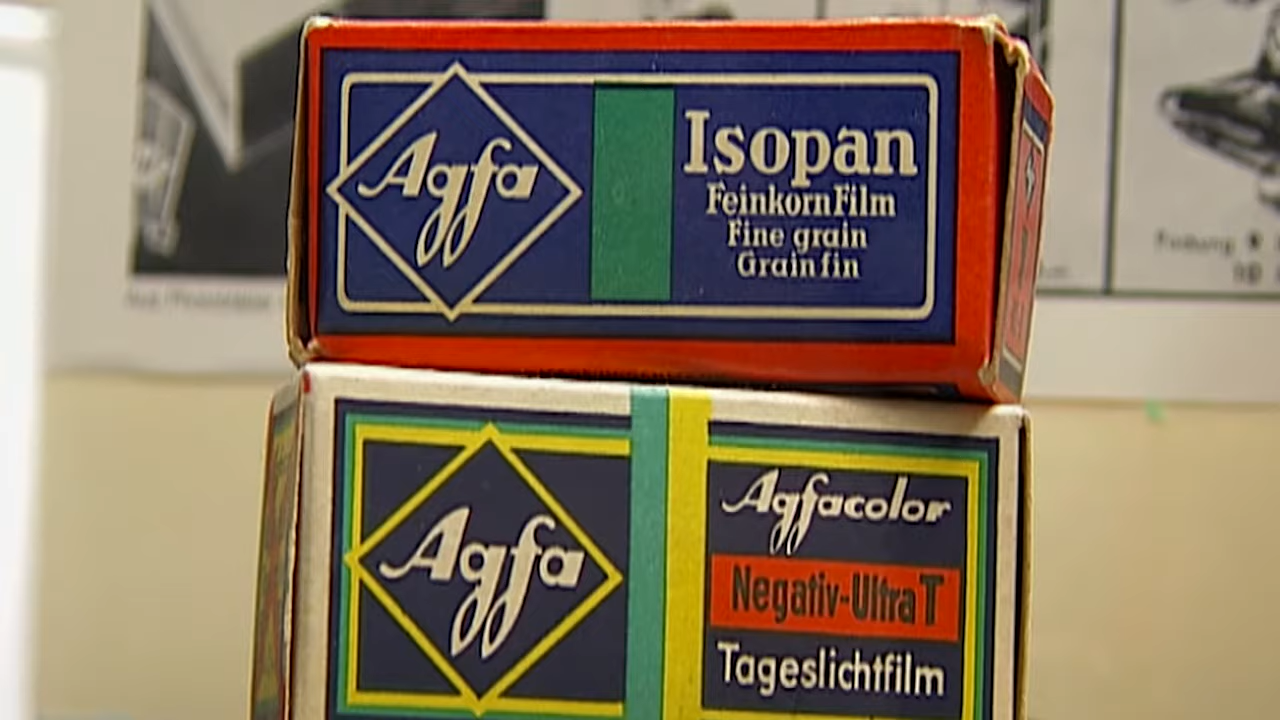 Agfa
Isopan
FeinkornFilm
Fine grain
Grain fin
Agfa
Agfacolor
Negativ-Ultra T
Tageslichtfilm